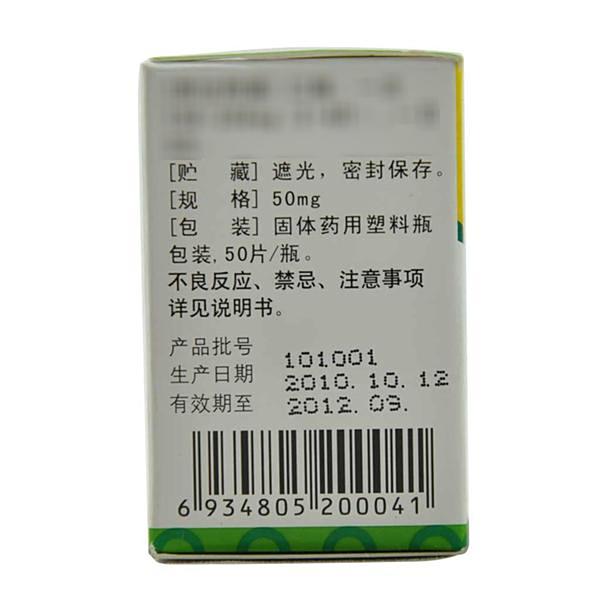 [贮 藏] 遮光，密封保存。
[规 格] 50mg
[包 装] 固体药用塑料瓶
包装,50片/瓶。
不良反应、禁忌、注意事项
详见说明书。
产品批号 101001
生产日期 2010.10.12
有效期至 2012.09.
6 934805 200041